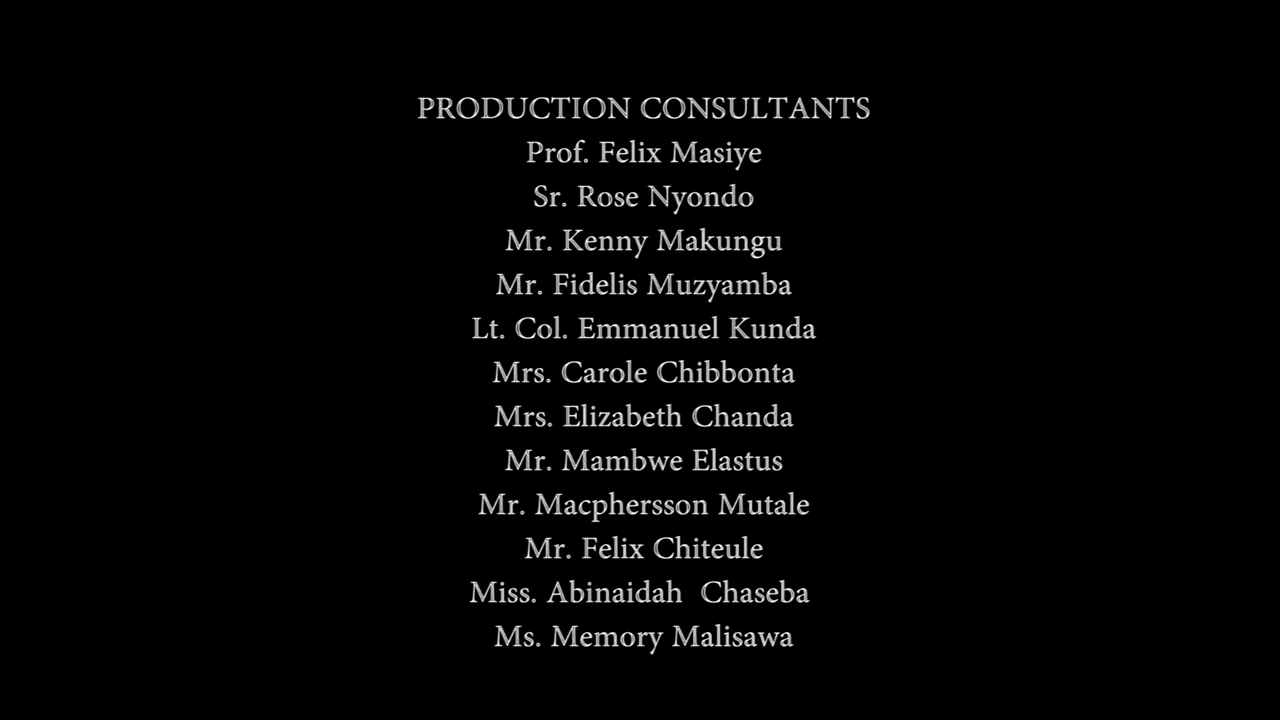 PRODUCTION CONSULTANTS
Prof. Felix Masiye
Sr. Rose Nyondo
Mr. Kenny Makungu
Mr. Fidelis Muzyamba
Lt. Col. Emmanuel Kunda
Mrs. Carole Chibbonta
Mrs. Elizabeth Chanda
Mr. Mambwe Elastus
Mr. Macphersson Mutale
Mr. Felix Chiteule
Miss. Abinaidah  Chaseba
Ms. Memory Malisawa